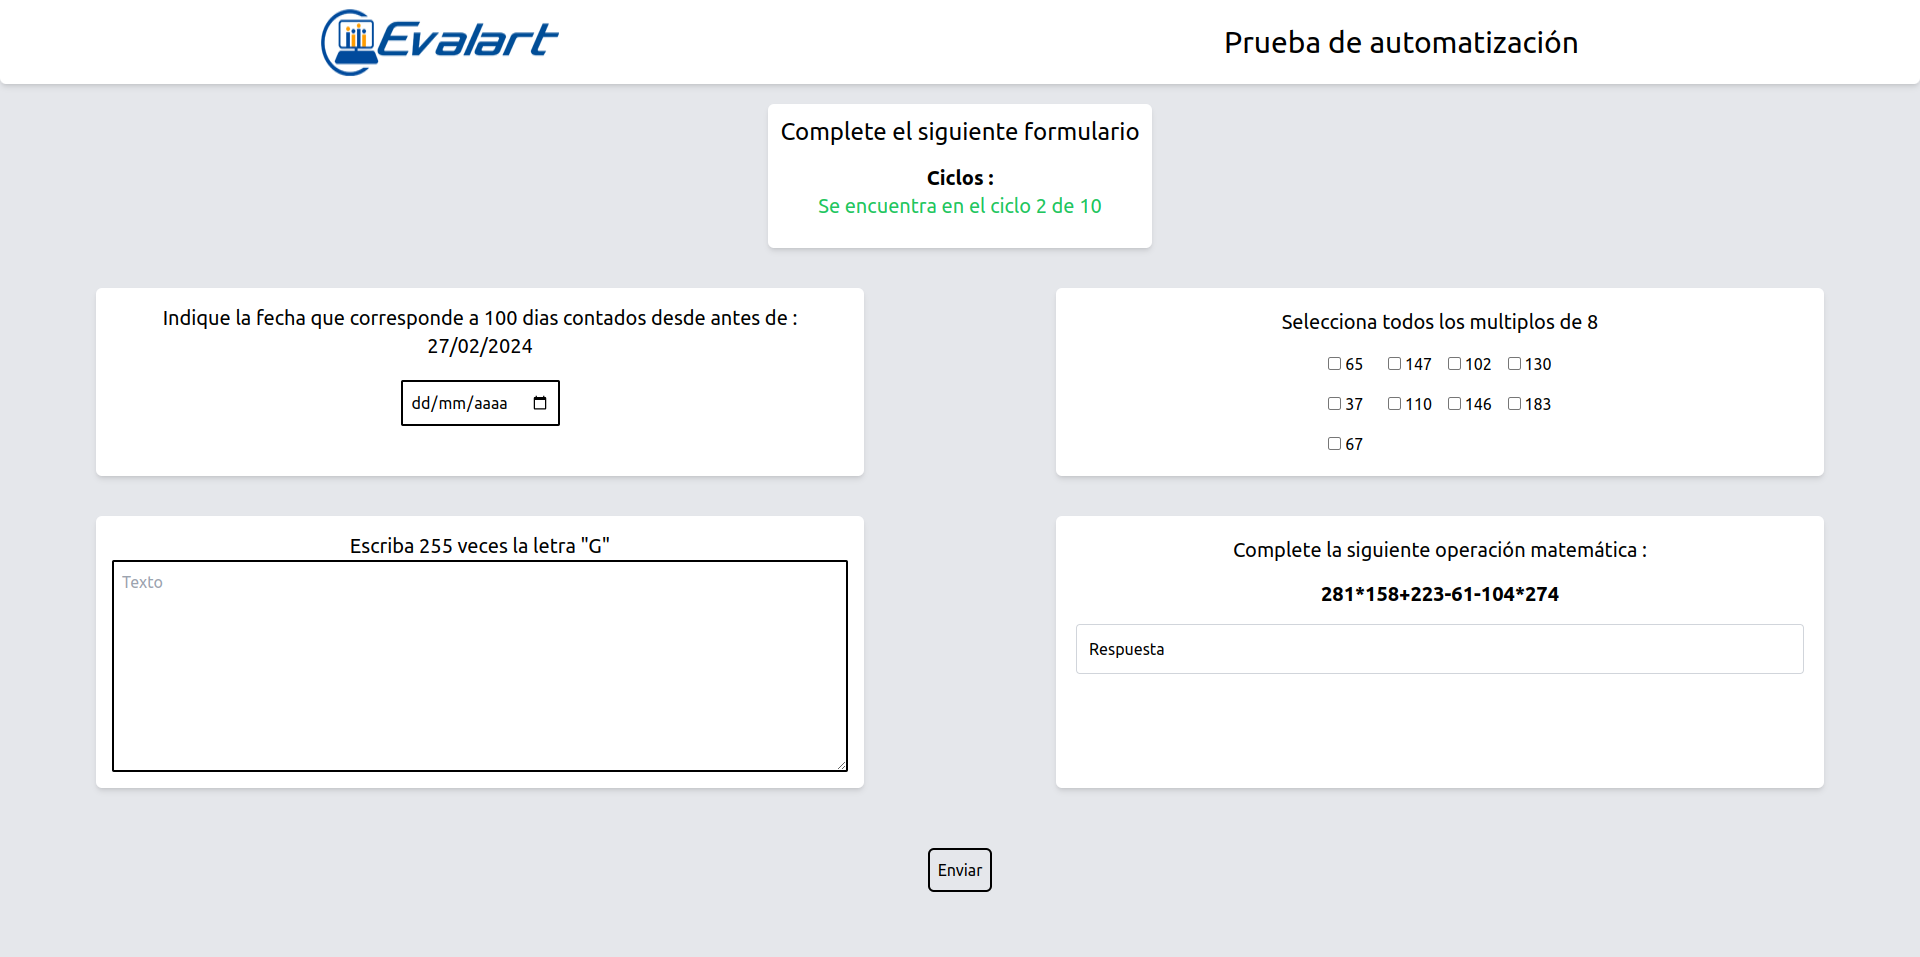 Evalart
Prueba de automatización
Complete el siguiente formulario
Ciclos :
Se encuentra en el ciclo 2 de 10
Indique la fecha que corresponde a 100 dias contados desde antes de :
27/02/2024
dd/mm/aaaa
Selecciona todos los multiplos de 8
65 147 102 130
37 110 146 183
67
Escriba 255 veces la letra "G"
Texto
Complete la siguiente operación matemática :
281*158+223-61-104*274
Respuesta
Enviar